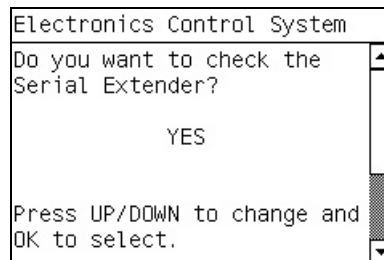 Electronics Control System
Do you want to check the
Serial Extender?
YES
Press UP/DOWN to change and
OK to select.